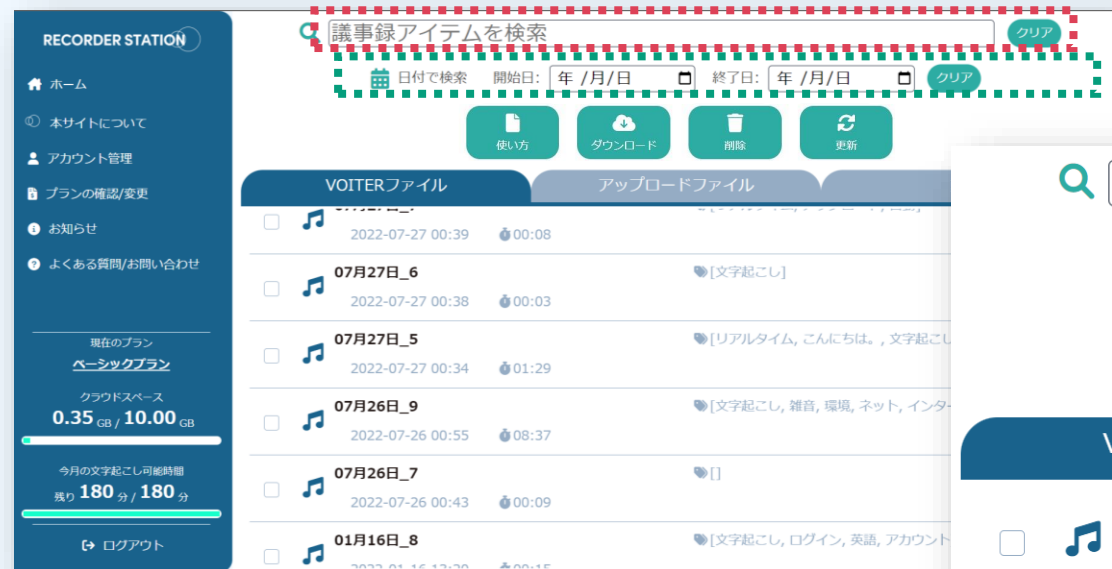 RECORDER STATION
ホーム
本サイトについて
アカウント管理
プランの確認/変更
お知らせ
よくある質問/お問い合わせ
現在のプラン
ベーシックプラン
クラウドスペース
0.35 GB / 10.00 GB
今月の文字起こし可能時間
残り 180 分 / 180 分
ログアウト
議事録アイテムを検索 クリア
日付で検索 開始日: 年 /月/日 終了日: 年 /月/日 クリア
使い方 ダウンロード 削除 更新
VOITERファイル アップロードファイル
2022-07-27 00:39 00:08
07月27日_6 [文字起こし]
2022-07-27 00:38 00:03
07月27日_5 [リアルタイム, こんにちは。, 文字起こし
2022-07-27 00:34 01:29
07月26日_9 [文字起こし, 雑音, 環境, ネット, インター
2022-07-26 00:55 08:37
07月26日_7 []
2022-07-26 00:43 00:09
01月16日_8 [文字起こし, ログイン, 英語, アカウント